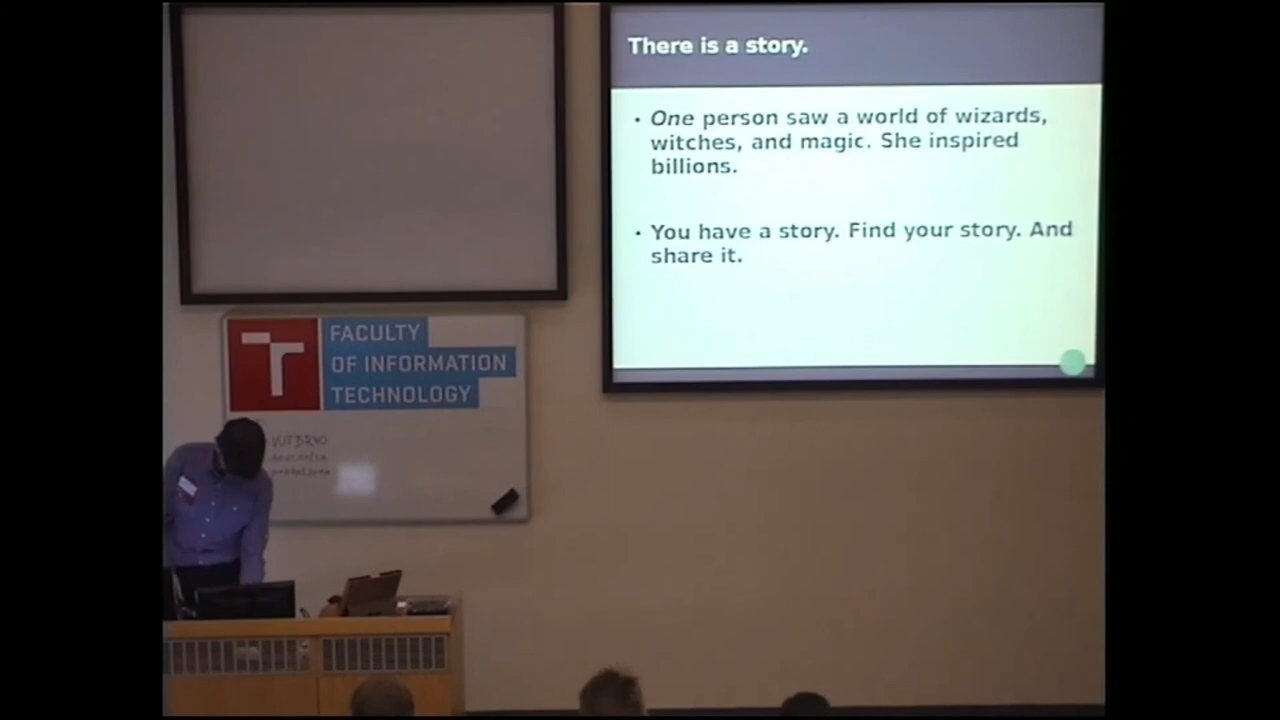 There is a story.
• One person saw a world of wizards,
witches, and magic. She inspired
billions.
• You have a story. Find your story. And
share it.
FACULTY
OF INFORMATION
TECHNOLOGY